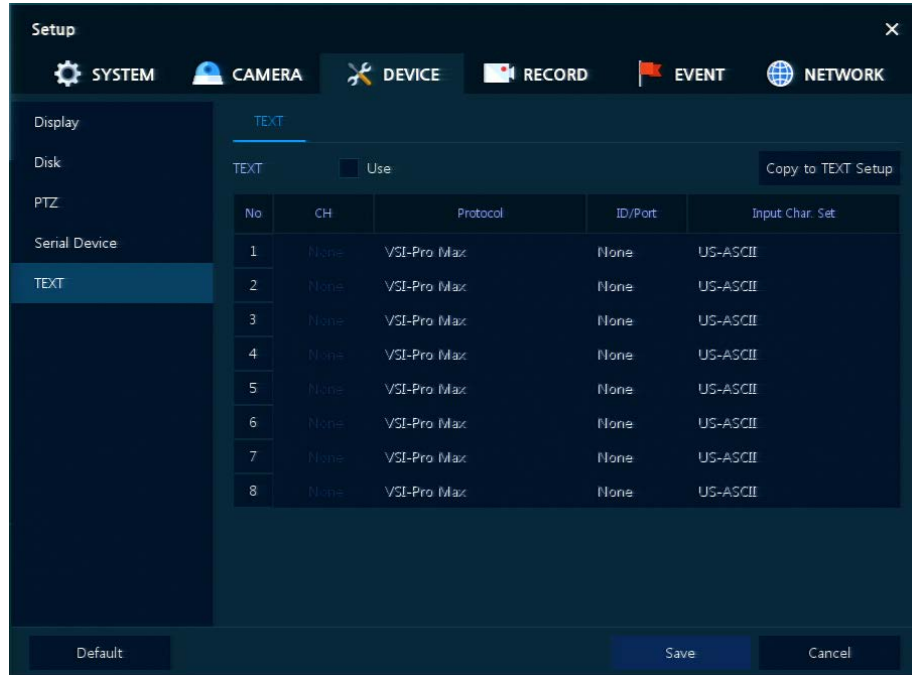 Setup
SYSTEM CAMERA DEVICE RECORD EVENT NETWORK
Display
Disk
PTZ
Serial Device
TEXT
TEXT
TEXT Use Copy to TEXT Setup
No CH Protocol ID/Port Input Char. Set
1 None VSI-Pro Max None US-ASCII
2 None VSI-Pro Max None US-ASCII
3 None VSI-Pro Max None US-ASCII
4 None VSI-Pro Max None US-ASCII
5 None VSI-Pro Max None US-ASCII
6 None VSI-Pro Max None US-ASCII
7 None VSI-Pro Max None US-ASCII
8 None VSI-Pro Max None US-ASCII
Default Save Cancel